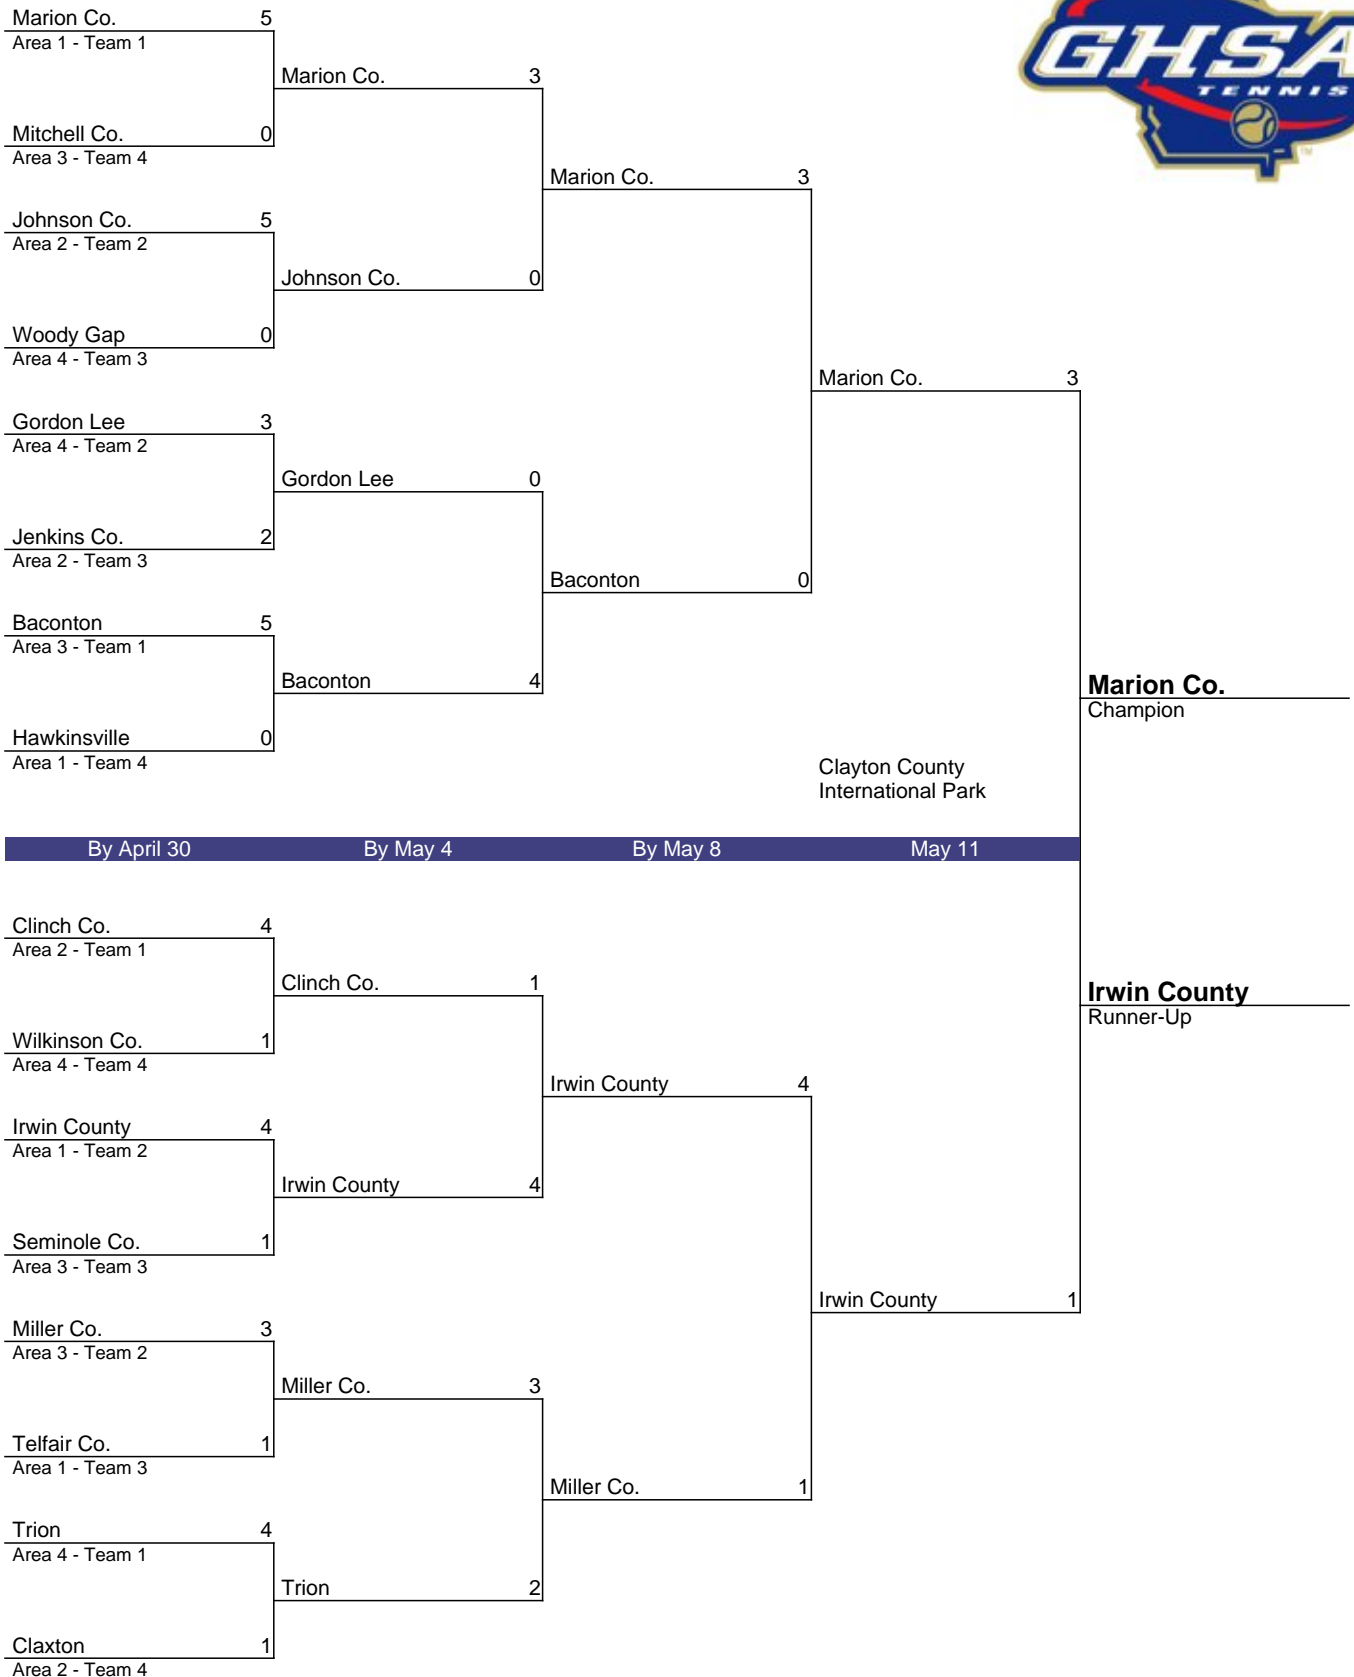 GHSA
TENNIS
TM
Marion Co. 5
Area 1 - Team 1
Marion Co. 3
Mitchell Co. 0
Area 3 - Team 4
Marion Co. 3
Johnson Co. 5
Area 2 - Team 2
Johnson Co. 0
Woody Gap 0
Area 4 - Team 3
Marion Co. 3
Gordon Lee 3
Area 4 - Team 2
Gordon Lee 0
Jenkins Co. 2
Area 2 - Team 3
Baconton 0
Baconton 5
Area 3 - Team 1
Baconton 4
Marion Co.
Champion
Hawkinsville 0
Area 1 - Team 4
Clayton County
International Park
By April 30 By May 4 By May 8 May 11
Clinch Co. 4
Area 2 - Team 1
Clinch Co. 1
Irwin County
Runner-Up
Wilkinson Co. 1
Area 4 - Team 4
Irwin County 4
Irwin County 4
Area 1 - Team 2
Irwin County 4
Seminole Co. 1
Area 3 - Team 3
Irwin County 1
Miller Co. 3
Area 3 - Team 2
Miller Co. 3
Telfair Co. 1
Area 1 - Team 3
Miller Co. 1
Trion 4
Area 4 - Team 1
Trion 2
Claxton 1
Area 2 - Team 4